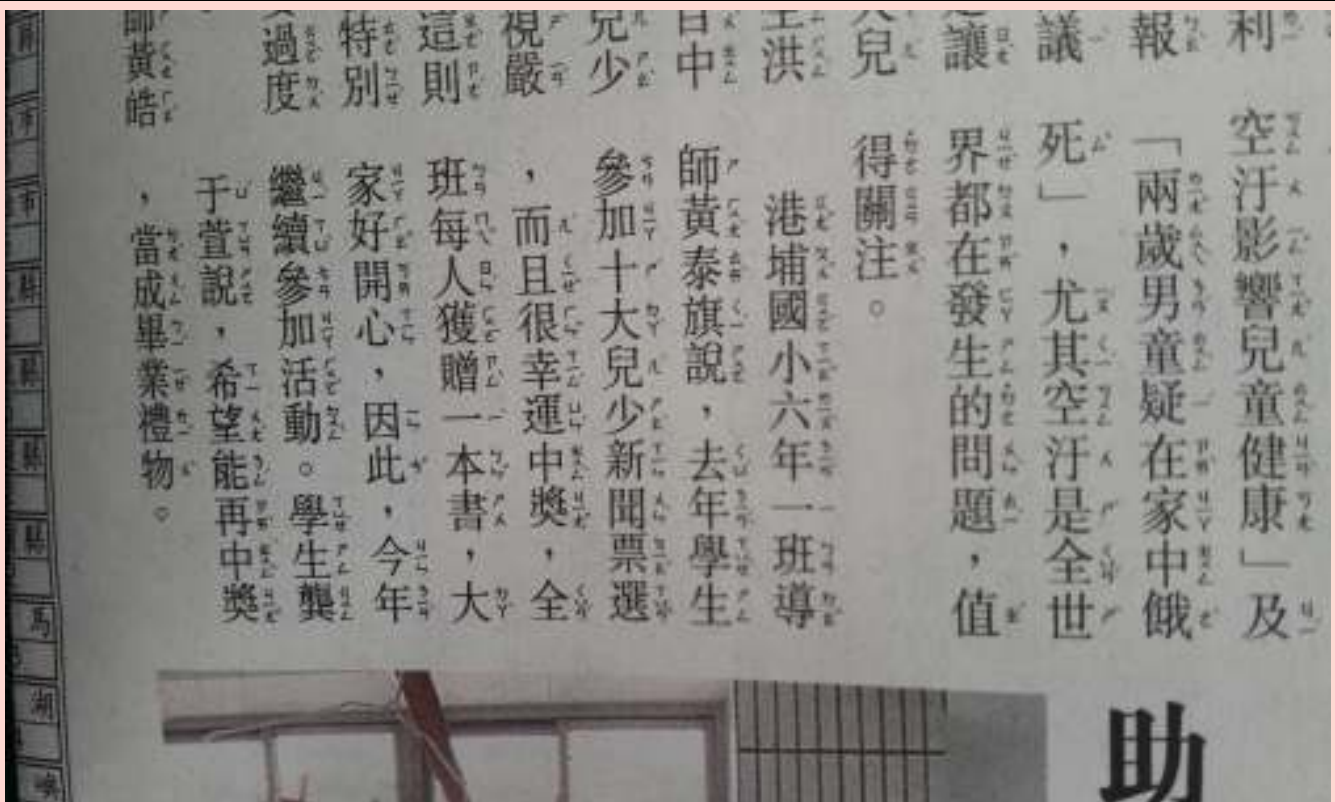 利
報
議
讓
兒
洪
中
兒少
視嚴
這則
特別
過度
師黃皓
空汙影響兒童健康」及
「兩歲男童疑在家中餓
死」，尤其空汙是全世
界都在發生的問題，值
得關注。
港埔國小六年一班導
師黃泰旗說，去年學生
參加十大兒少新聞票選
，而且很幸運中獎，全
班每人獲贈一本書，大
家好開心，因此，今年
繼續參加活動。學生龔
于萱說，希望能再中獎
，當成畢業禮物。
助